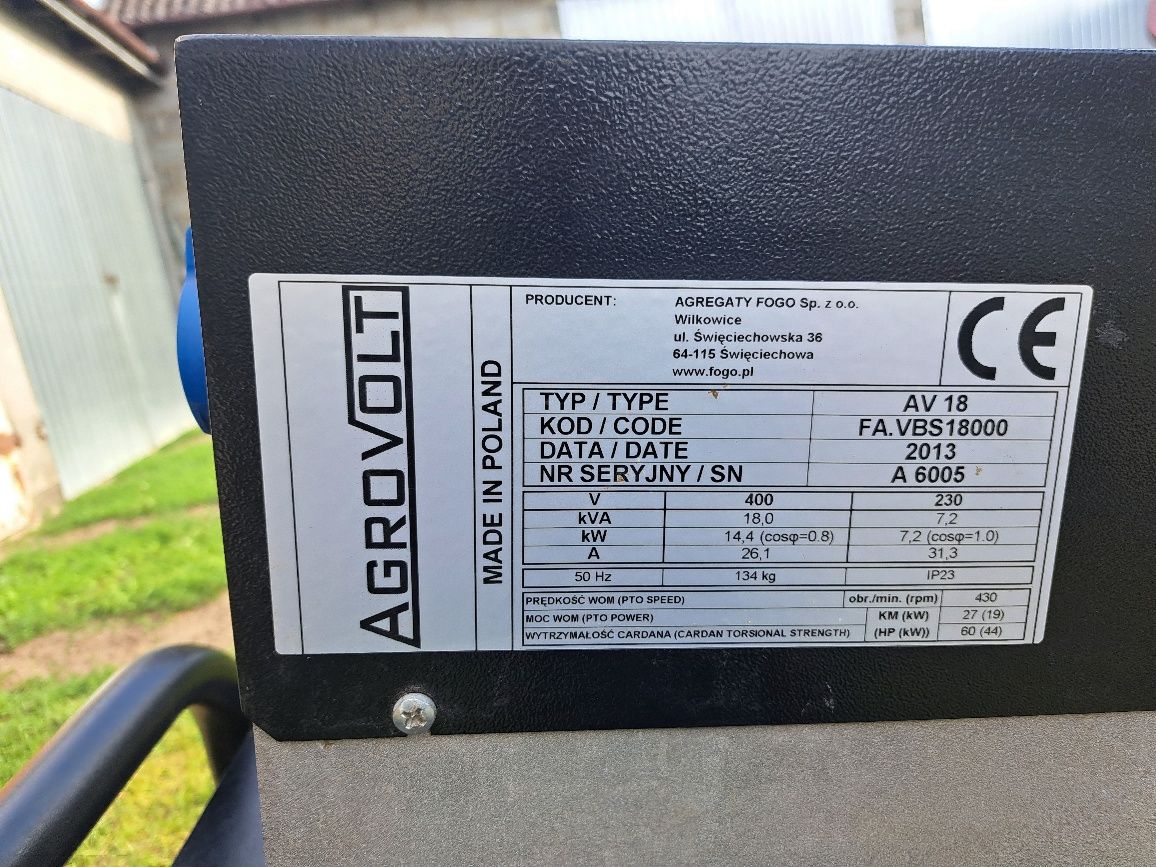 AGROVOLT
MADE IN POLAND
PRODUCENT: AGREGATY FOGO Sp. z o.o.
Wilkowice
ul. Święciechowska 36
64-115 Święciechowa
www.fogo.pl
CE
TYP / TYPE AV 18
KOD / CODE FA.VBS18000
DATA / DATE 2013
NR SERYJNY / SN A 6005
V 400 230
kVA 18,0 7,2
kW 14,4 (cosφ=0.8) 7,2 (cosφ=1.0)
A 26,1 31,3
50 Hz 134 kg IP23
PRĘDKOŚĆ WOM (PTO SPEED) obr./min. (rpm) 430
MOC WOM (PTO POWER) KM (kW) 27 (19)
WYTRZYMAŁOŚĆ CARDANA (CARDAN TORSIONAL STRENGTH) (HP (kW)) 60 (44)